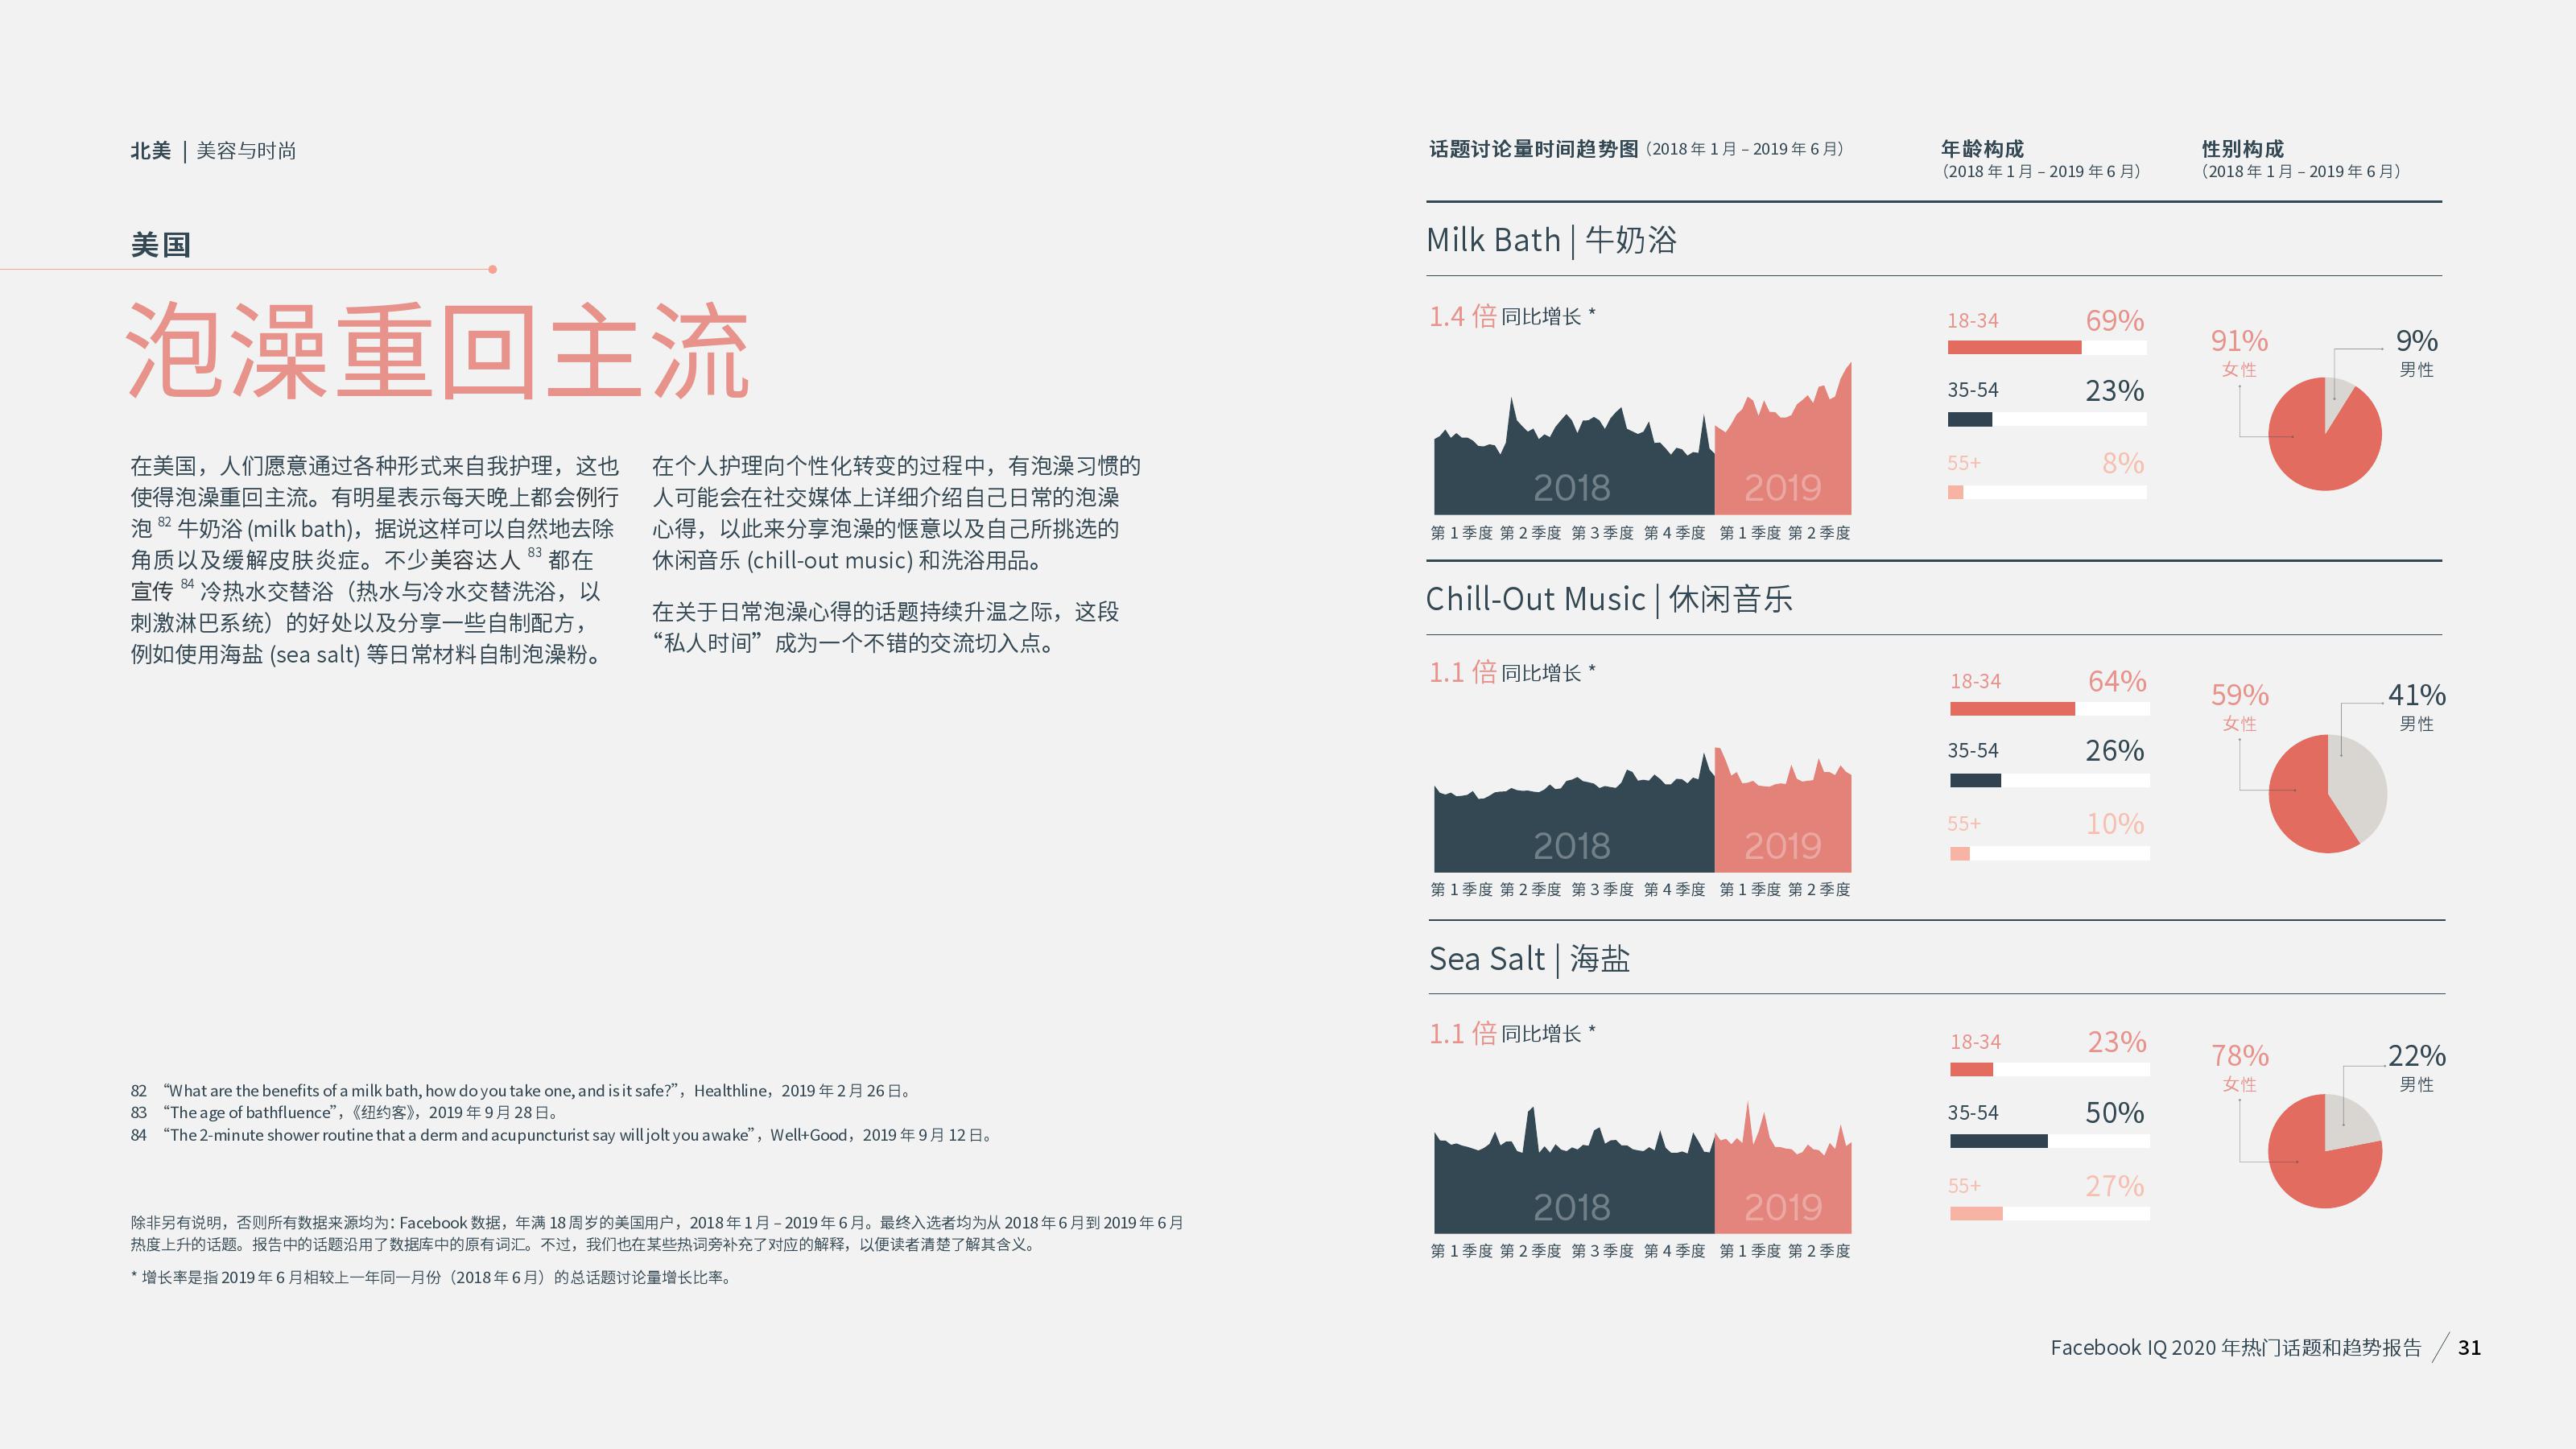 北美 | 美容与时尚
美国
泡澡重回主流
在美国，人们愿意通过各种形式来自我护理，这也
使得泡澡重回主流。有明星表示每天晚上都会例行
泡 82 牛奶浴 (milk bath)，据说这样可以自然地去除
角质以及缓解皮肤炎症。不少美容达人 83 都在
宣传 84 冷热水交替浴（热水与冷水交替洗浴，以
刺激淋巴系统）的好处以及分享一些自制配方，
例如使用海盐 (sea salt) 等日常材料自制泡澡粉。
在个人护理向个性化转变的过程中，有泡澡习惯的
人可能会在社交媒体上详细介绍自己日常的泡澡
心得，以此来分享泡澡的惬意以及自己所挑选的
休闲音乐 (chill-out music) 和洗浴用品。
在关于日常泡澡心得的话题持续升温之际，这段
“私人时间”成为一个不错的交流切入点。
82 “What are the benefits of a milk bath, how do you take one, and is it safe?”，Healthline，2019 年 2 月 26 日。
83 “The age of bathfluence”，《纽约客》，2019 年 9 月 28 日。
84 “The 2-minute shower routine that a derm and acupuncturist say will jolt you awake”，Well+Good，2019 年 9 月 12 日。
除非另有说明，否则所有数据来源均为：Facebook 数据，年满 18 周岁的美国用户，2018 年 1 月 – 2019 年 6 月。最终入选者均为从 2018 年 6 月到 2019 年 6 月
热度上升的话题。报告中的话题沿用了数据库中的原有词汇。不过，我们也在某些热词旁补充了对应的解释，以便读者清楚了解其含义。
* 增长率是指 2019 年 6 月相较上一年同一月份（2018 年 6 月）的总话题讨论量增长比率。
话题讨论量时间趋势图（2018 年 1 月 – 2019 年 6 月）
年龄构成
（2018 年 1 月 – 2019 年 6 月）
性别构成
（2018 年 1 月 – 2019 年 6 月）
Milk Bath | 牛奶浴
1.4 倍 同比增长 *
2018 2019
第 1 季度 第 2 季度 第 3 季度 第 4 季度 第 1 季度 第 2 季度
18-34 69%
35-54 23%
55+ 8%
91%
女性
9%
男性
Chill-Out Music | 休闲音乐
1.1 倍 同比增长 *
2018 2019
第 1 季度 第 2 季度 第 3 季度 第 4 季度 第 1 季度 第 2 季度
18-34 64%
35-54 26%
55+ 10%
59%
女性
41%
男性
Sea Salt | 海盐
1.1 倍 同比增长 *
2018 2019
第 1 季度 第 2 季度 第 3 季度 第 4 季度 第 1 季度 第 2 季度
18-34 23%
35-54 50%
55+ 27%
78%
女性
22%
男性
Facebook IQ 2020 年热门话题和趋势报告 / 31